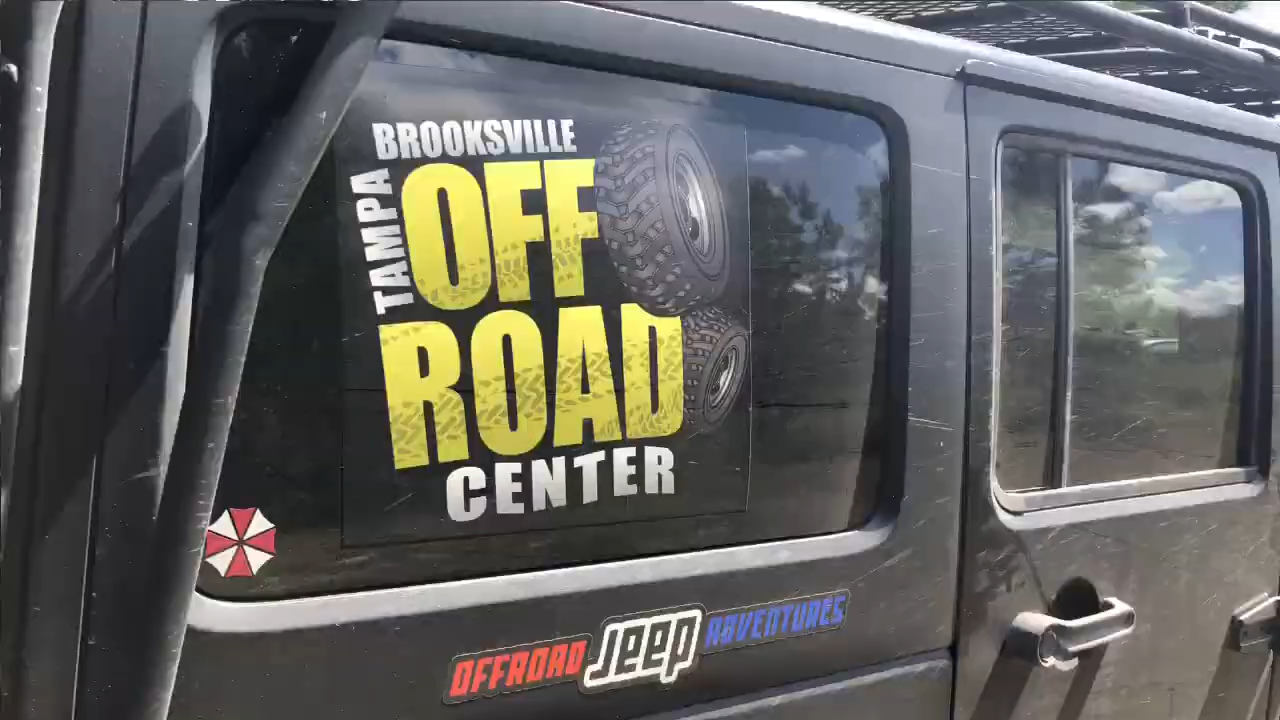 BROOKSVILLE
TAMPA
OFF
ROAD
CENTER
OFFROAD Jeep ADVENTURES